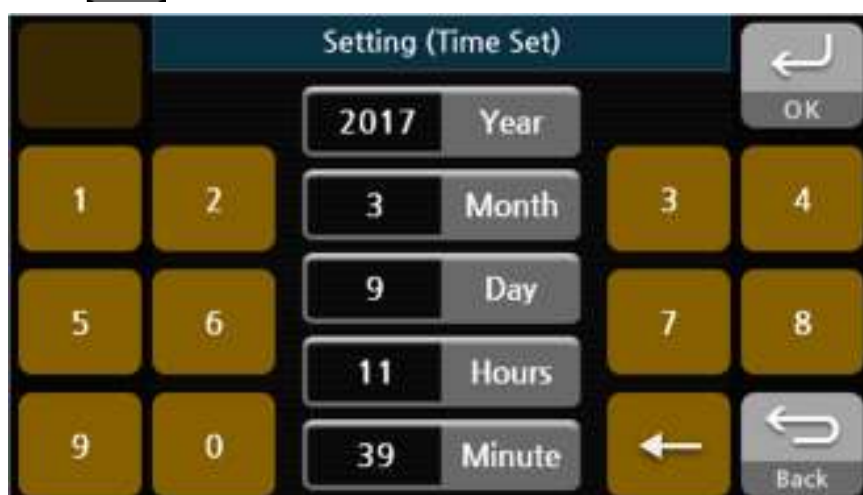 Setting (Time Set)
OK
2017 Year
1 2 3 Month 3 4
9 Day
5 6 7 8
11 Hours
9 0 39 Minute
Back